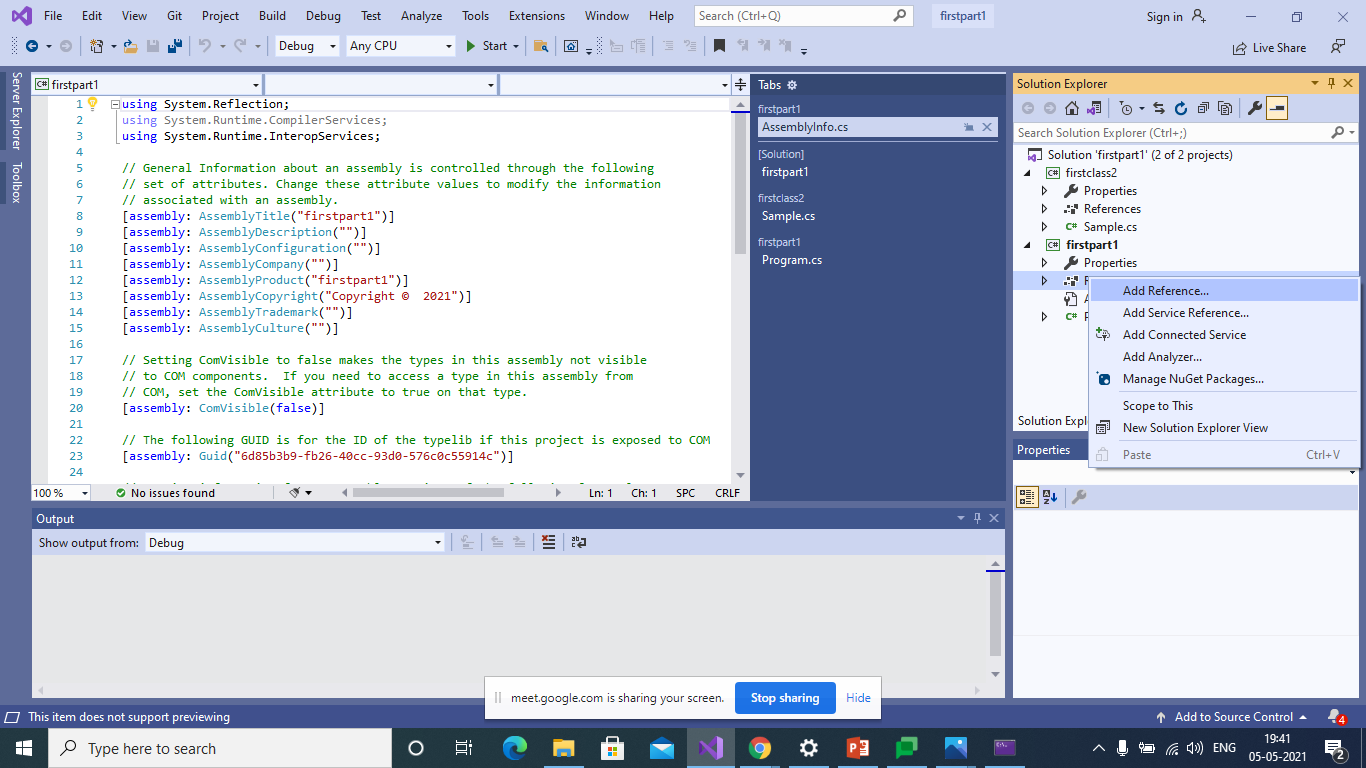 File Edit View Git Project Build Debug Test Analyze Tools Extensions Window Help Search (Ctrl+Q) firstpart1 Sign in
Debug Any CPU Start Live Share
Server Explorer
Toolbox
C# firstpart1
1 using System.Reflection;
2 using System.Runtime.CompilerServices;
3 using System.Runtime.InteropServices;
4
5 // General Information about an assembly is controlled through the following
6 // set of attributes. Change these attribute values to modify the information
7 // associated with an assembly.
8 [assembly: AssemblyTitle("firstpart1")]
9 [assembly: AssemblyDescription("")]
10 [assembly: AssemblyConfiguration("")]
11 [assembly: AssemblyCompany("")]
12 [assembly: AssemblyProduct("firstpart1")]
13 [assembly: AssemblyCopyright("Copyright ©  2021")]
14 [assembly: AssemblyTrademark("")]
15 [assembly: AssemblyCulture("")]
16
17 // Setting ComVisible to false makes the types in this assembly not visible
18 // to COM components.  If you need to access a type in this assembly from
19 // COM, set the ComVisible attribute to true on that type.
20 [assembly: ComVisible(false)]
21
22 // The following GUID is for the ID of the typelib if this project is exposed to COM
23 [assembly: Guid("6d85b3b9-fb26-40cc-93d0-576c0c55914c")]
24
100 % No issues found Ln: 1 Ch: 1 SPC CRLF
Tabs
firstpart1
AssemblyInfo.cs
[Solution]
firstpart1
firstclass2
Sample.cs
firstpart1
Program.cs
Solution Explorer
Search Solution Explorer (Ctrl+;)
Solution 'firstpart1' (2 of 2 projects)
C# firstclass2
Properties
References
C# Sample.cs
C# firstpart1
Properties
Add Reference...
Add Service Reference...
Add Connected Service
Add Analyzer...
Manage NuGet Packages...
Scope to This
New Solution Explorer View
Paste Ctrl+V
Solution Expl
Properties
Output
Show output from: Debug
meet.google.com is sharing your screen. Stop sharing Hide
This item does not support previewing Add to Source Control 4
Type here to search ENG 19:41
05-05-2021 2